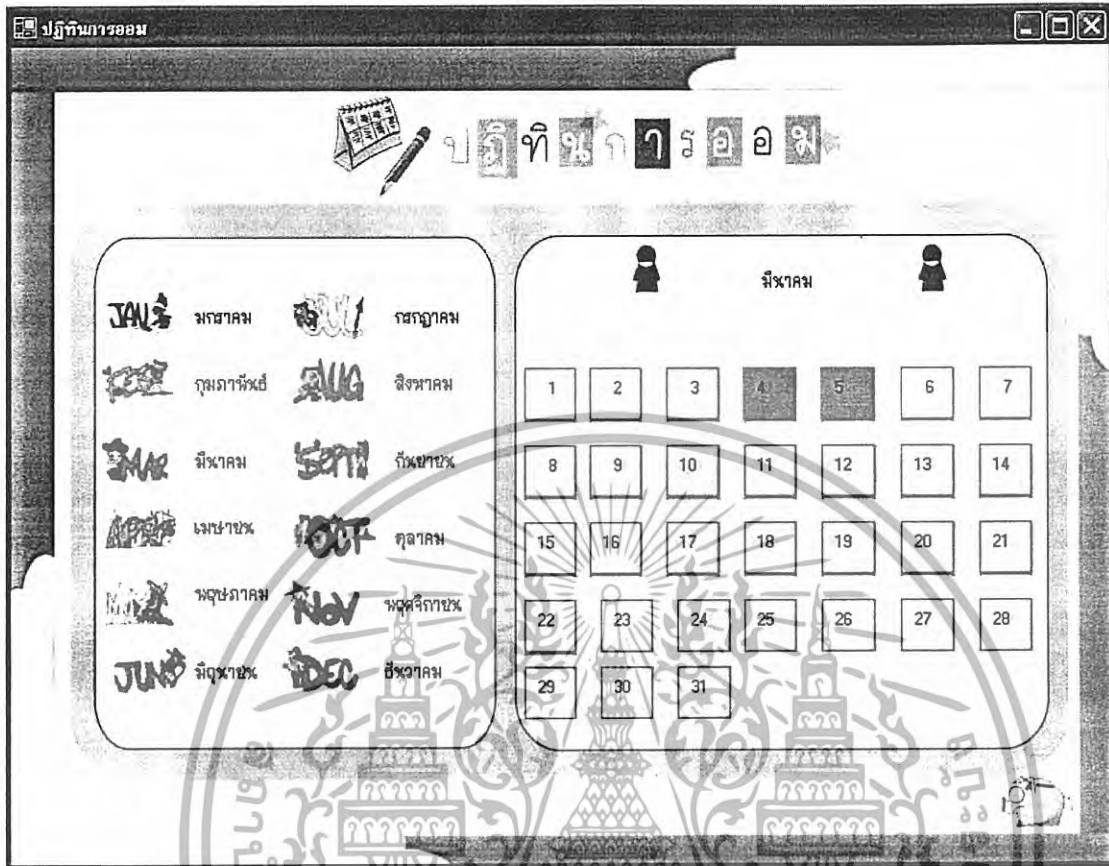 ปฏิทินการออม
ปฏิทินการออม
JAN มกราคม
กุมภาพันธ์
MAR มีนาคม
เมษายน
พฤษภาคม
JUN มิถุนายน
กรกฎาคม
AUG สิงหาคม
SEPT กันยายน
OCT ตุลาคม
NOV พฤศจิกายน
DEC ธันวาคม
มีนาคม
1 2 3 4 5 6 7
8 9 10 11 12 13 14
15 16 17 18 19 20 21
22 23 24 25 26 27 28
29 30 31